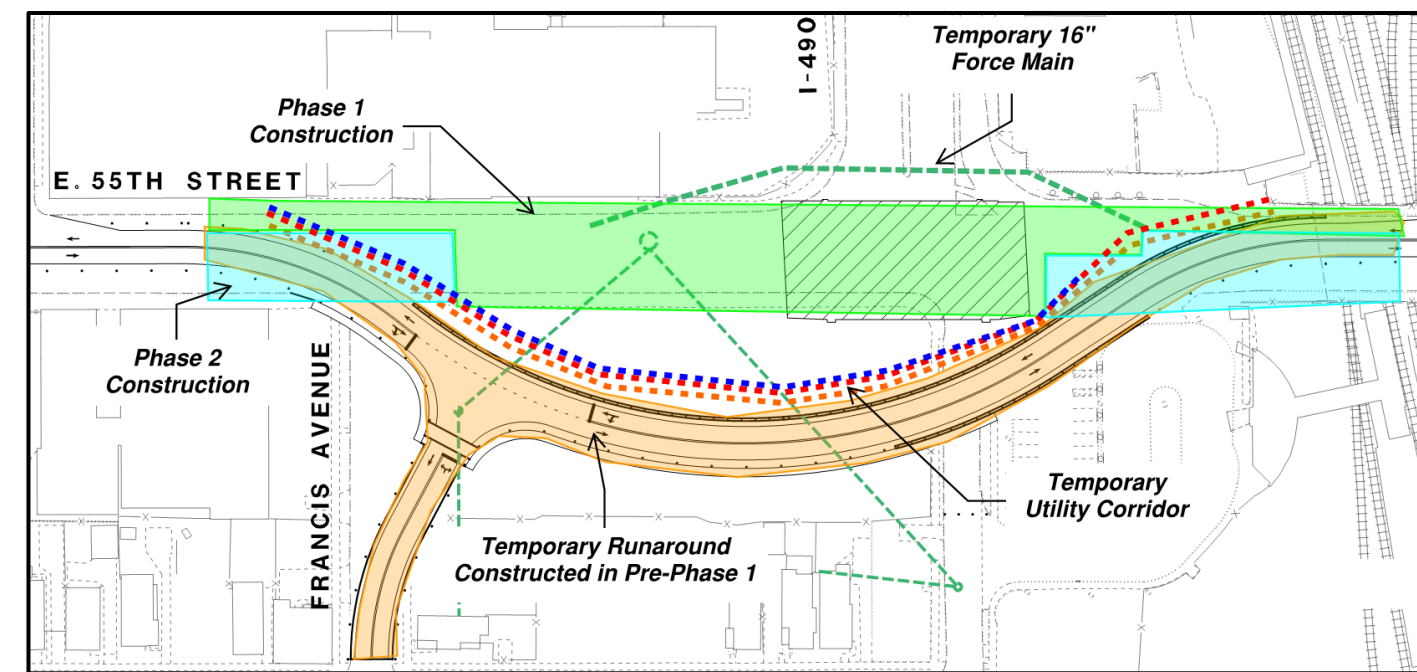 I-490
Temporary 16"
Force Main
Phase 1
Construction
E. 55TH STREET
Phase 2
Construction
FRANCIS AVENUE
Temporary
Utility Corridor
Temporary Runaround
Constructed in Pre-Phase 1